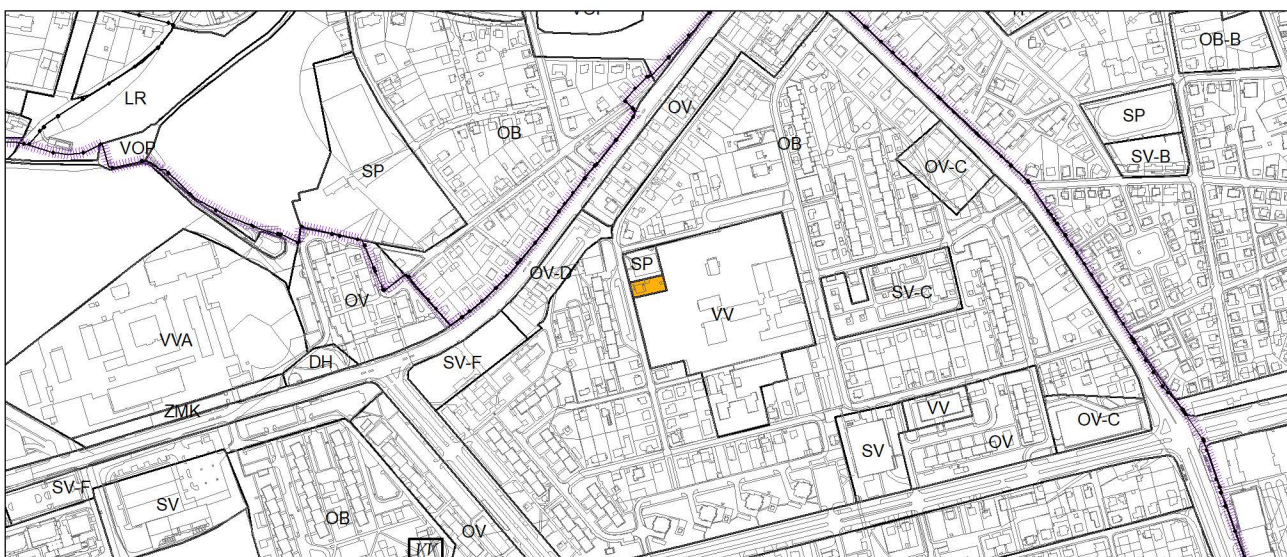 OB-B
LR
OV
SP
OB
VOP
SP
OB
OV-C
SV-B
SP
OV-D
OV
SV-C
VV
VVA
DH
SV-F
ZMK
VV
OV-C
OV
SV
SV-F
SV
OB
OV
VV